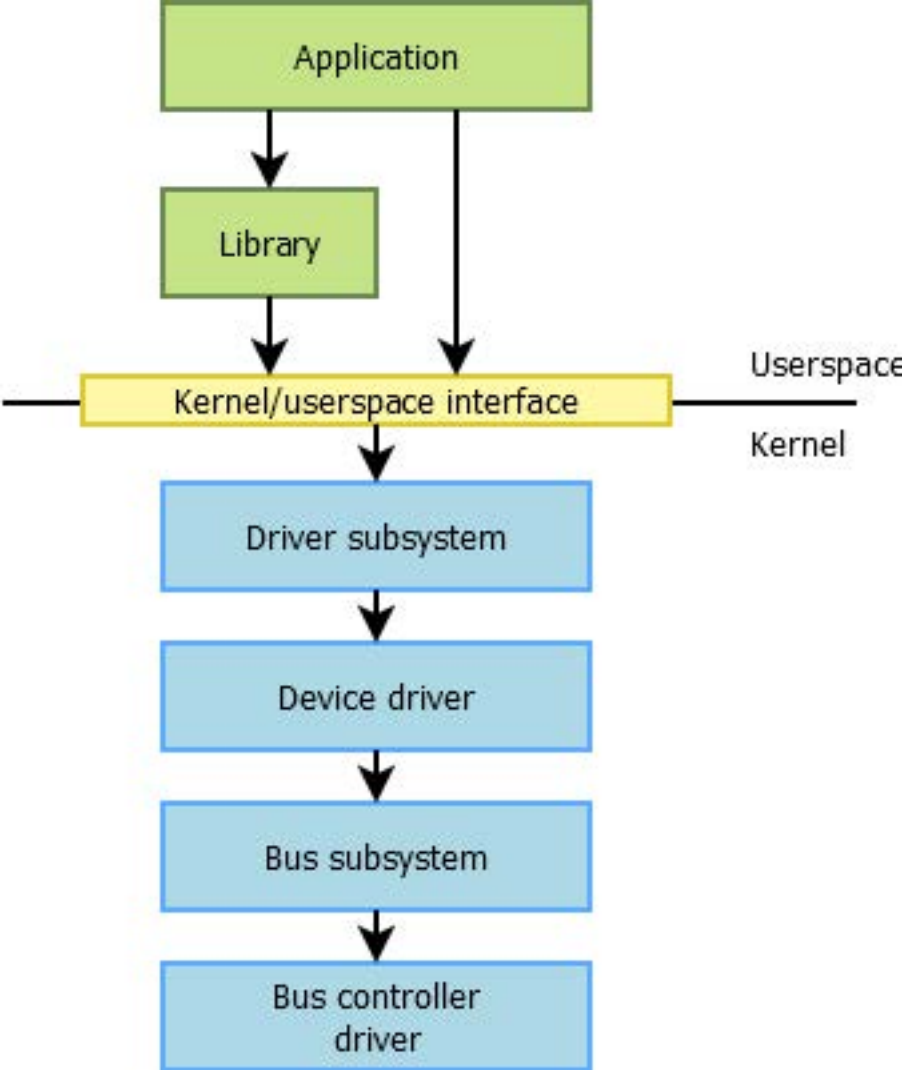 Application
Library
Userspace
Kernel/userspace interface
Kernel
Driver subsystem
Device driver
Bus subsystem
Bus controller
driver